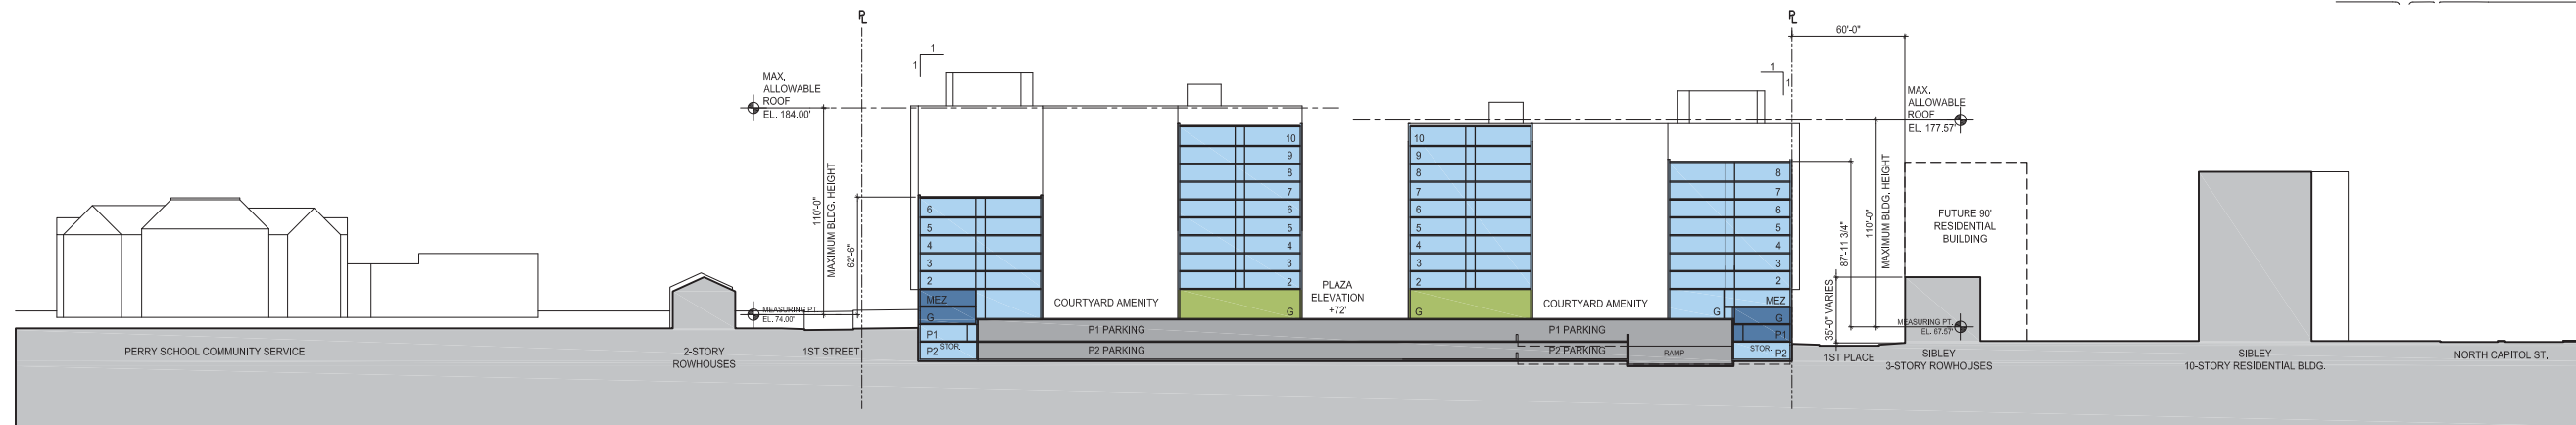 PL
PL
60'-0"
1
1
1
1
MAX.
ALLOWABLE
ROOF
EL. 184.00'
MAX.
ALLOWABLE
ROOF
EL. 177.57'
110'-0"
MAXIMUM BLDG. HEIGHT
62'-6"
MEASURING PT.
EL. 74.00'
6
5
4
3
2
MEZ
G
P1
P2
STOR.
COURTYARD AMENITY
10
9
8
7
6
5
4
3
2
G
PLAZA
ELEVATION
+72'
10
9
8
7
6
5
4
3
2
G
COURTYARD AMENITY
8
7
6
5
4
3
2
MEZ
G
G
P1
STOR.
P2
P1 PARKING
P1 PARKING
P2 PARKING
P2 PARKING
RAMP
87'-11 3/4"
110'-0"
MAXIMUM BLDG. HEIGHT
35'-0" VARIES
MEASURING PT.
EL. 67.57'
FUTURE 90'
RESIDENTIAL
BUILDING
PERRY SCHOOL COMMUNITY SERVICE
2-STORY
ROWHOUSES
1ST STREET
1ST PLACE
SIBLEY
3-STORY ROWHOUSES
SIBLEY
10-STORY RESIDENTIAL BLDG.
NORTH CAPITOL ST.